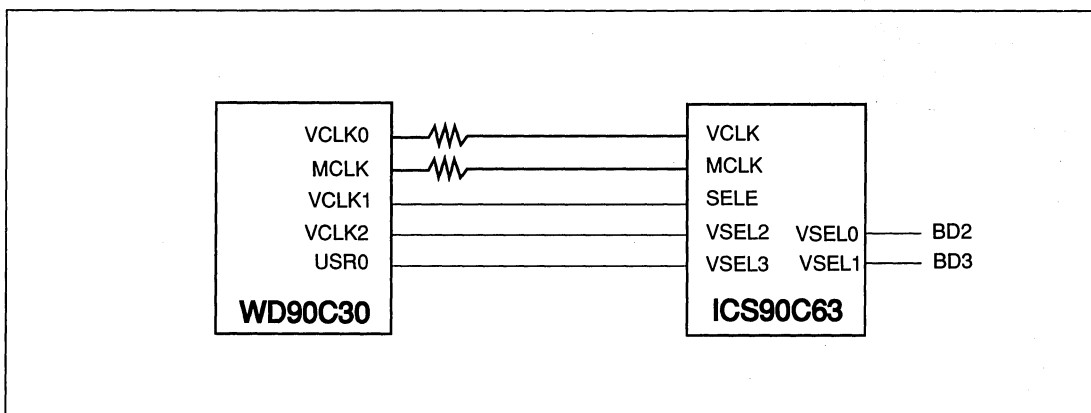 VCLK0 VCLK
MCLK MCLK
VCLK1 SELE
VCLK2 VSEL2 VSEL0 BD2
USR0 VSEL3 VSEL1 BD3
WD90C30 ICS90C63